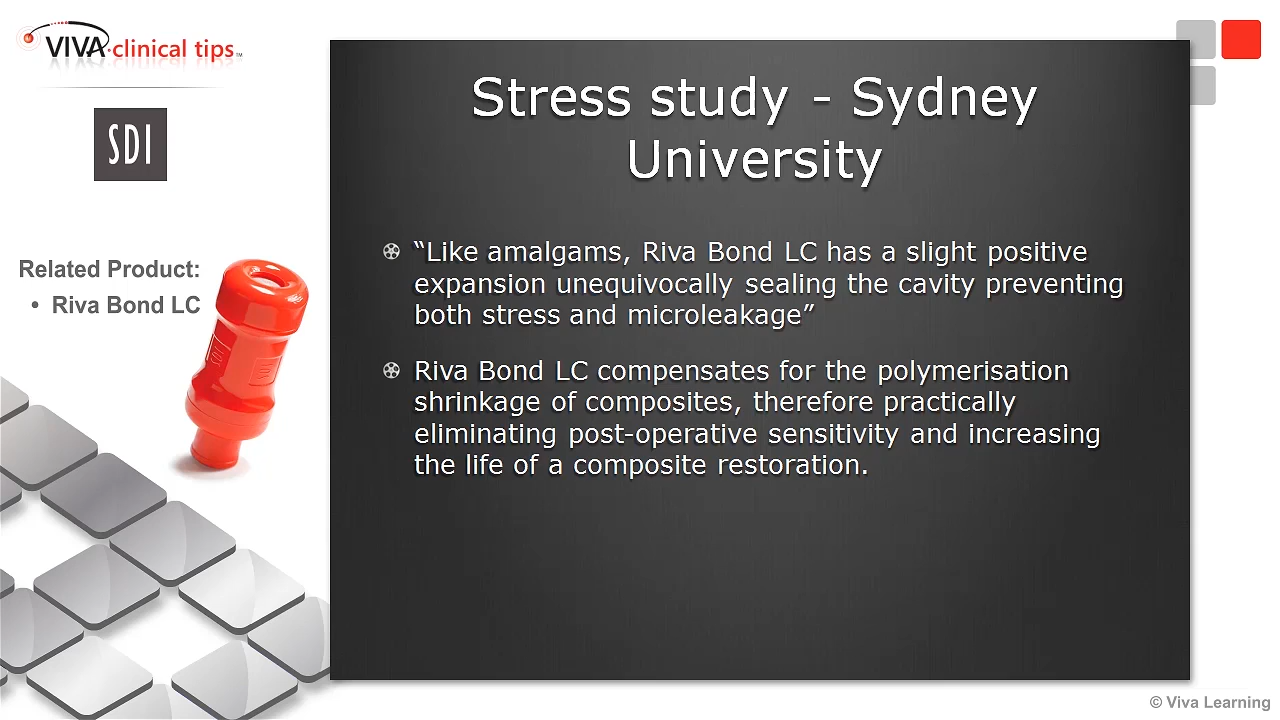 VIVA clinical tips™
SDI
Related Product:
• Riva Bond LC
Stress study - Sydney
University
“Like amalgams, Riva Bond LC has a slight positive
expansion unequivocally sealing the cavity preventing
both stress and microleakage”
Riva Bond LC compensates for the polymerisation
shrinkage of composites, therefore practically
eliminating post-operative sensitivity and increasing
the life of a composite restoration.
© Viva Learning